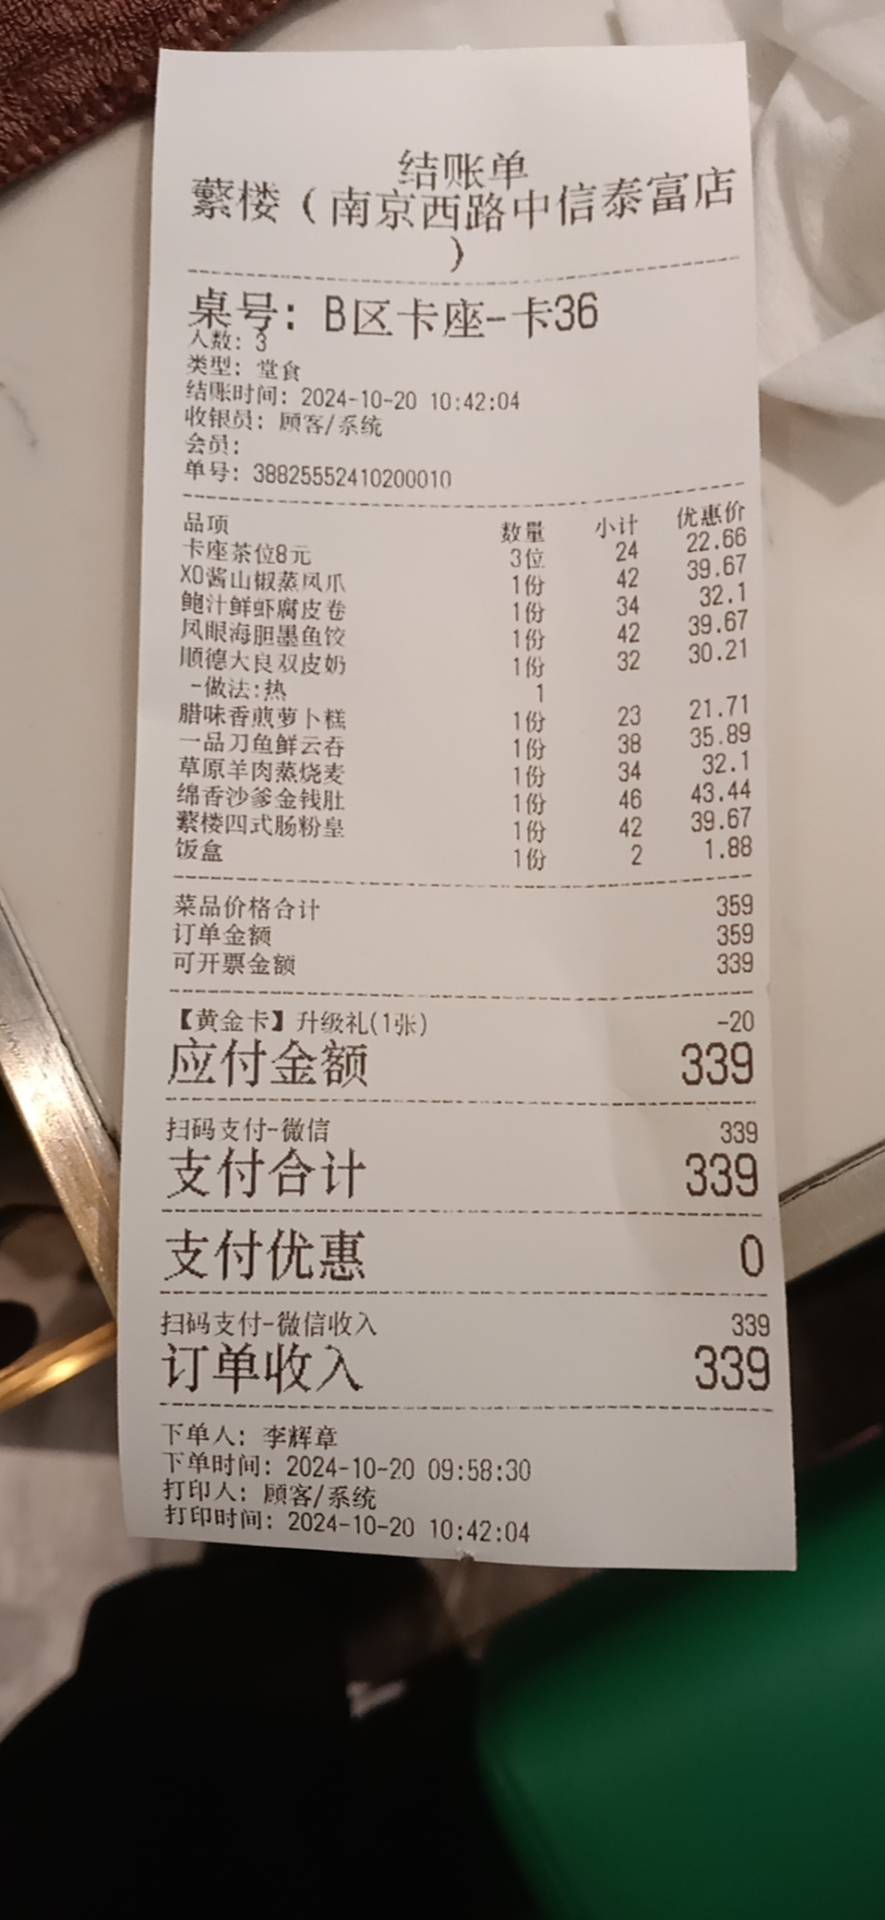 结账单
蘩楼（南京西路中信泰富店
）
桌号: B区卡座-卡36
人数: 3
类型: 堂食
结账时间: 2024-10-20 10:42:04
收银员: 顾客/系统
会员:
单号: 38825552410200010
品项 数量 小计 优惠价
卡座茶位8元 3位 24 22.66
XO酱山椒蒸凤爪 1份 42 39.67
鲍汁鲜虾腐皮卷 1份 34 32.1
凤眼海胆墨鱼饺 1份 42 39.67
顺德大良双皮奶 1份 32 30.21
-做法:热 1
腊味香煎萝卜糕 1份 23 21.71
一品刀鱼鲜云吞 1份 38 35.89
草原羊肉蒸烧麦 1份 34 32.1
绵香沙爹金钱肚 1份 46 43.44
蘩楼四式肠粉皇 1份 42 39.67
饭盒 1份 2 1.88
菜品价格合计 359
订单金额 359
可开票金额 339
【黄金卡】升级礼(1张) -20
应付金额 339
扫码支付-微信 339
支付合计 339
支付优惠 0
扫码支付-微信收入 339
订单收入 339
下单人: 李辉章
下单时间: 2024-10-20 09:58:30
打印人: 顾客/系统
打印时间: 2024-10-20 10:42:04